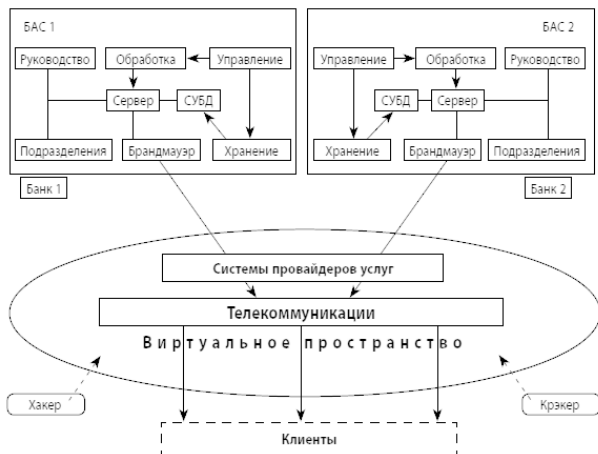 БАС 1
Руководство
Обработка
Управление
Сервер
СУБД
Подразделения
Брандмауэр
Хранение
Банк 1
БАС 2
Управление
Обработка
Руководство
СУБД
Сервер
Хранение
Брандмауэр
Подразделения
Банк 2
Системы провайдеров услуг
Телекоммуникации
Виртуальное пространство
Хакер
Крэкер
Клиенты